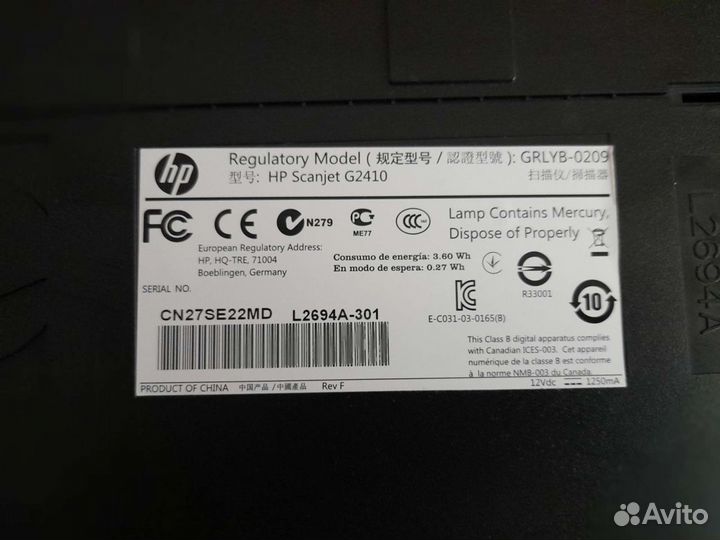 hp
Regulatory Model ( 规定型号 / 認證型號 ): GRLYB-0209
型号: HP Scanjet G2410
扫描仪/掃描器
FC CE N279 ME77 CCC
Lamp Contains Mercury,
Dispose of Properly
European Regulatory Address:
HP, HQ-TRE, 71004
Boeblingen, Germany
Consumo de energía: 3.60 Wh
En modo de espera: 0.27 Wh
R33001
10
E-C031-03-0165(B)
SERIAL NO.
CN27SE22MD L2694A-301
This Class B digital apparatus complies
with Canadian ICES-003. Cet appareil
numérique de la classe B est conforme
à la norme NMB-003 du Canada.
PRODUCT OF CHINA 中国产品 / 中國產品 Rev F
12Vdc 1250mA
L2694A
Avito